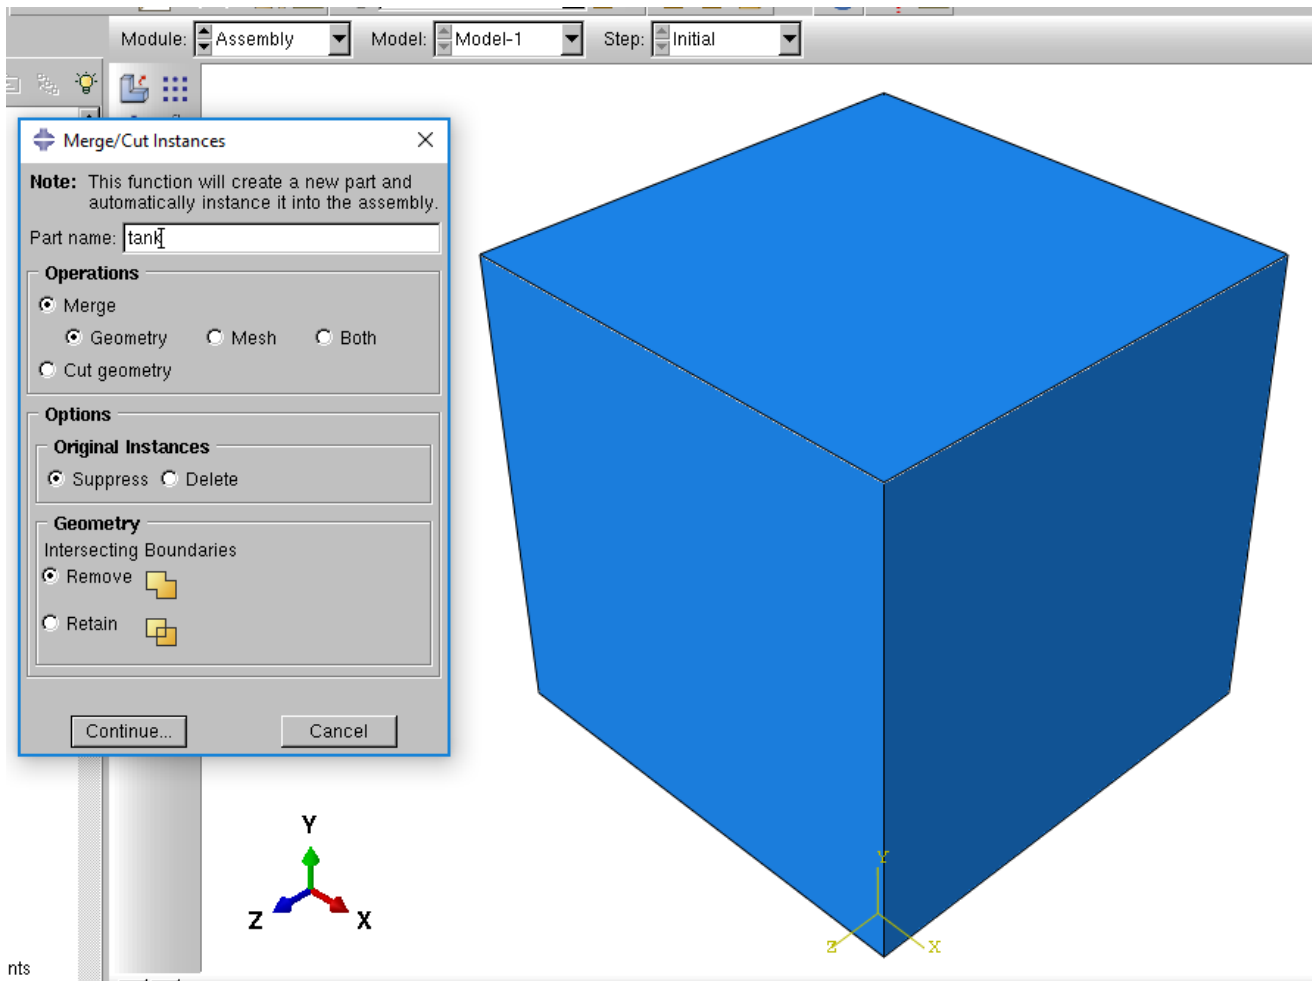 Module: Assembly Model: Model-1 Step: Initial
Merge/Cut Instances
Note: This function will create a new part and
automatically instance it into the assembly.
Part name: tank
Operations
Merge
Geometry Mesh Both
Cut geometry
Options
Original Instances
Suppress Delete
Geometry
Intersecting Boundaries
Remove
Retain
Continue... Cancel
Y
Z X
Y
Z X
nts